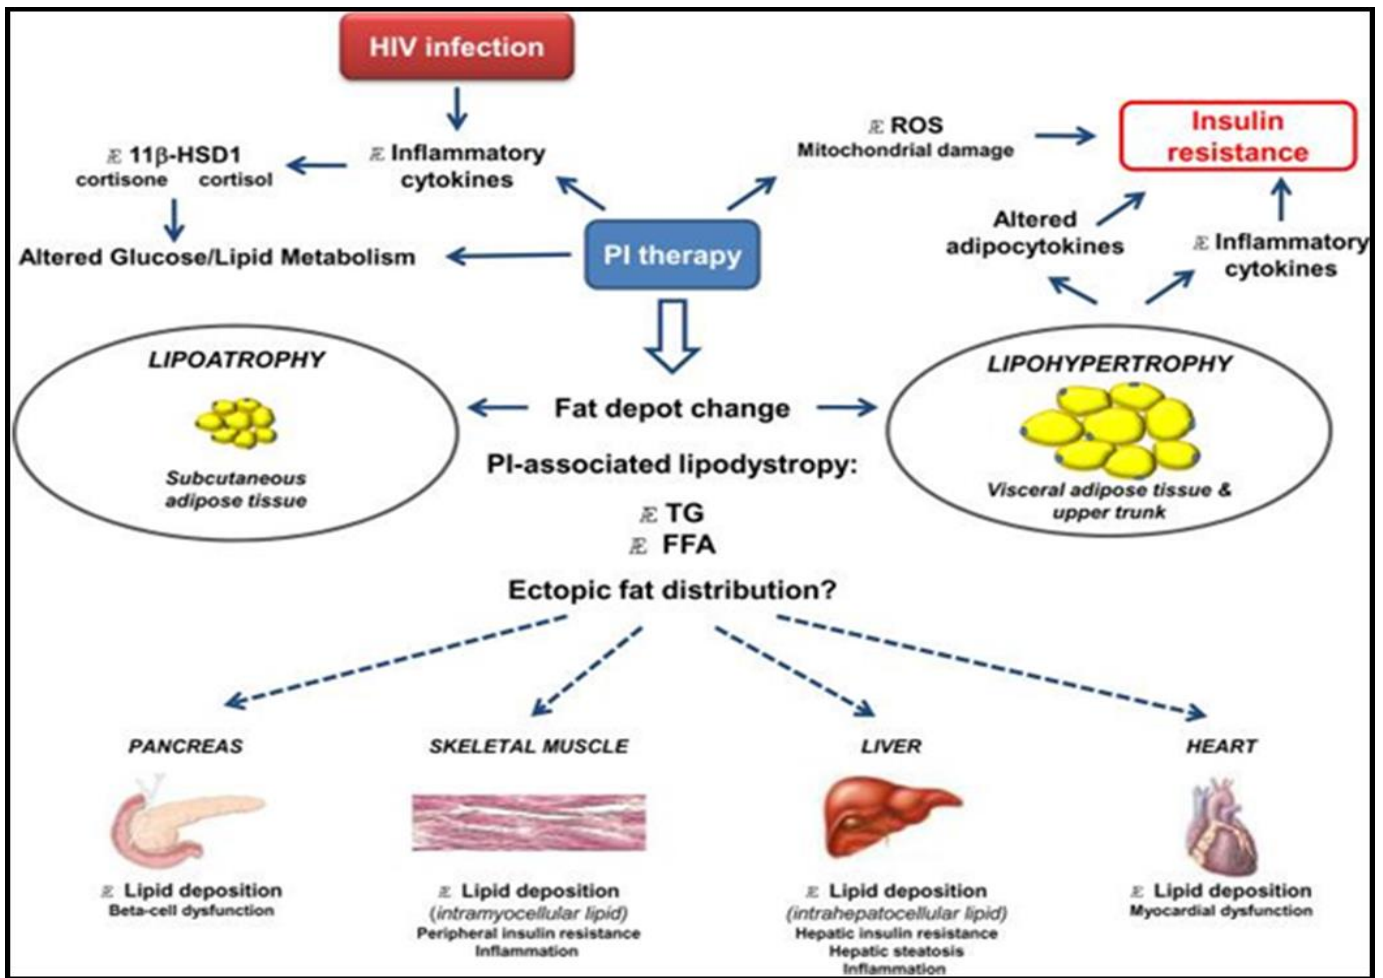 HIV infection
Æ Inflammatory
cytokines
Æ 11β-HSD1
cortisone cortisol
Altered Glucose/Lipid Metabolism
PI therapy
Æ ROS
Mitochondrial damage
Insulin
resistance
Altered
adipocytokines
Æ Inflammatory
cytokines
LIPOATROPHY
Subcutaneous
adipose tissue
Fat depot change
LIPOHYPERTROPHY
Visceral adipose tissue &
upper trunk
PI-associated lipodystropy:
Æ TG
Æ FFA
Ectopic fat distribution?
PANCREAS
Æ Lipid deposition
Beta-cell dysfunction
SKELETAL MUSCLE
Æ Lipid deposition
(intramyocellular lipid)
Peripheral insulin resistance
Inflammation
LIVER
Æ Lipid deposition
(intrahepatocellular lipid)
Hepatic insulin resistance
Hepatic steatosis
Inflammation
HEART
Æ Lipid deposition
Myocardial dysfunction